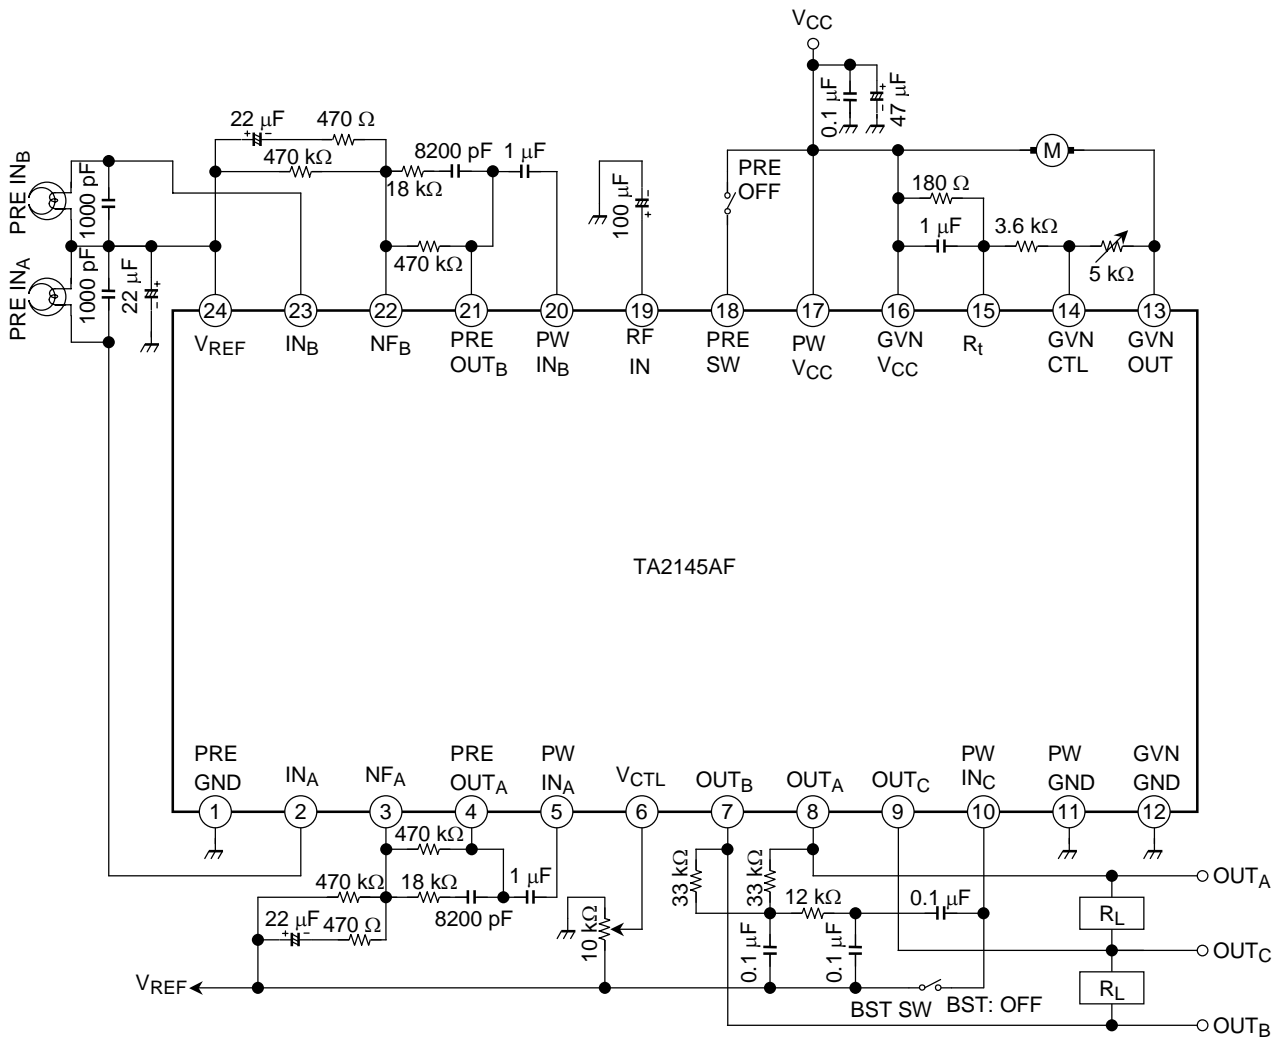 VCC
0.1 µF
47 µF
22 µF
470 Ω
470 kΩ
8200 pF
1 µF
18 kΩ
470 kΩ
PRE INB
1000 pF
PRE INA
1000 pF
22 µF
100 µF
PRE
OFF
M
180 Ω
1 µF
3.6 kΩ
5 kΩ
24
23
22
21
20
19
18
17
16
15
14
13
VREF
INB
NFB
PRE
OUTB
PW
INB
RF
IN
PRE
SW
PW
VCC
GVN
VCC
Rt
GVN
CTL
GVN
OUT
TA2145AF
PRE
GND
INA
NFA
PRE
OUTA
PW
INA
VCTL
OUTB
OUTA
OUTC
PW
INC
PW
GND
GVN
GND
1
2
3
4
5
6
7
8
9
10
11
12
470 kΩ
470 kΩ
18 kΩ
1 µF
8200 pF
22 µF
470 Ω
10 kΩ
33 kΩ
33 kΩ
12 kΩ
0.1 µF
0.1 µF
0.1 µF
RL
RL
OUTA
OUTC
OUTB
VREF
BST SW
BST: OFF